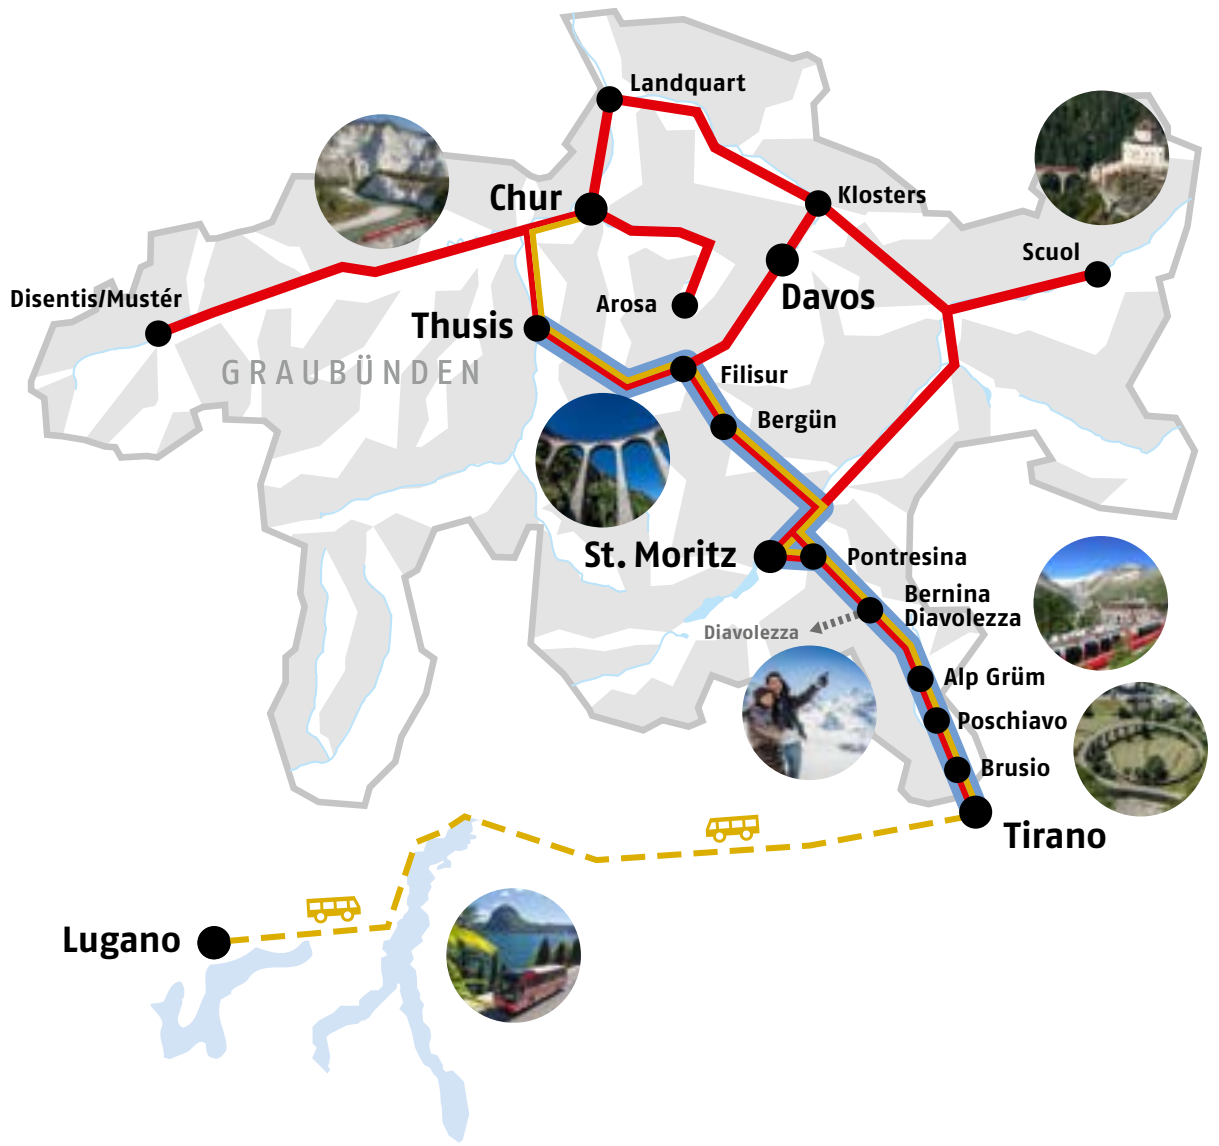 Landquart
Chur
Klosters
Scuol
Disentis/Mustér
Arosa
Davos
Thusis
GRAUBÜNDEN
Filisur
Bergün
St. Moritz
Pontresina
Bernina
Diavolezza
Diavolezza
Alp Grüm
Poschiavo
Brusio
Tirano
Lugano